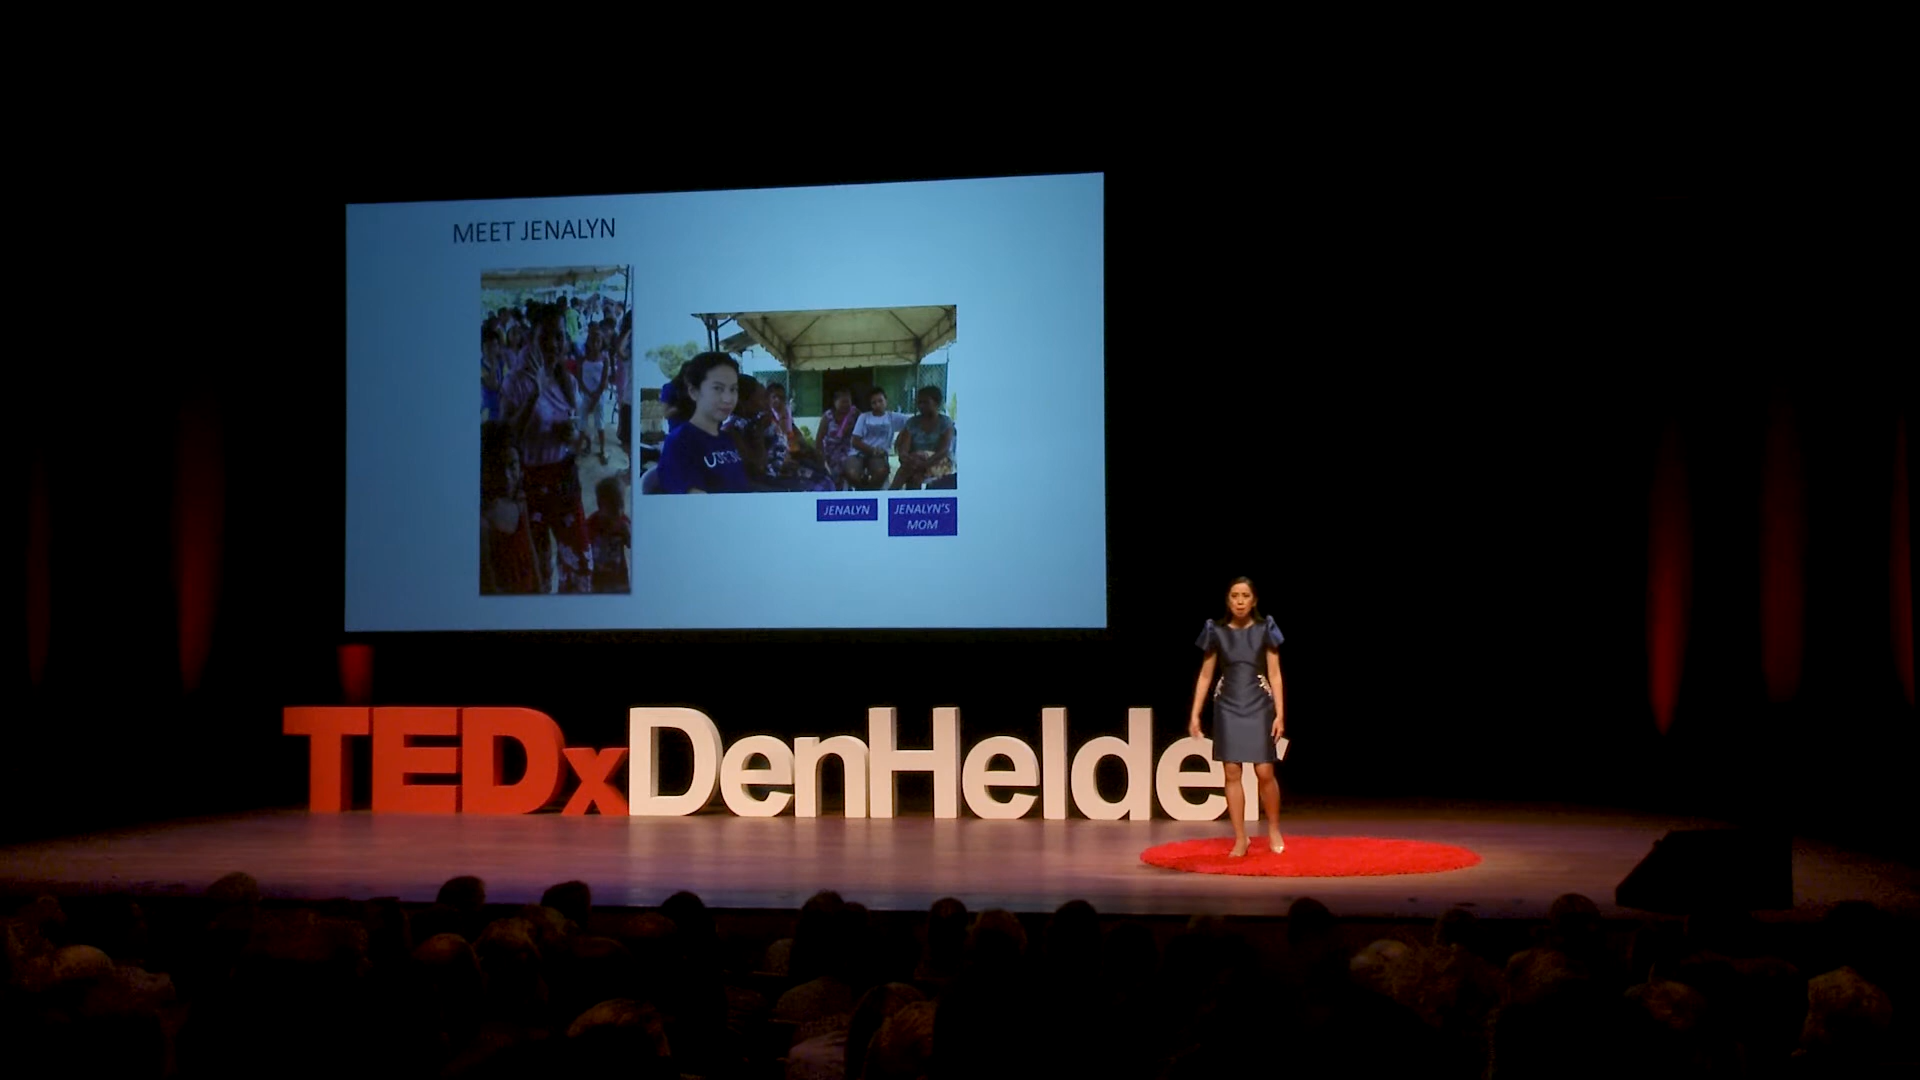 MEET JENALYN
JENALYN
JENALYN'S
MOM
TEDxDenHelder